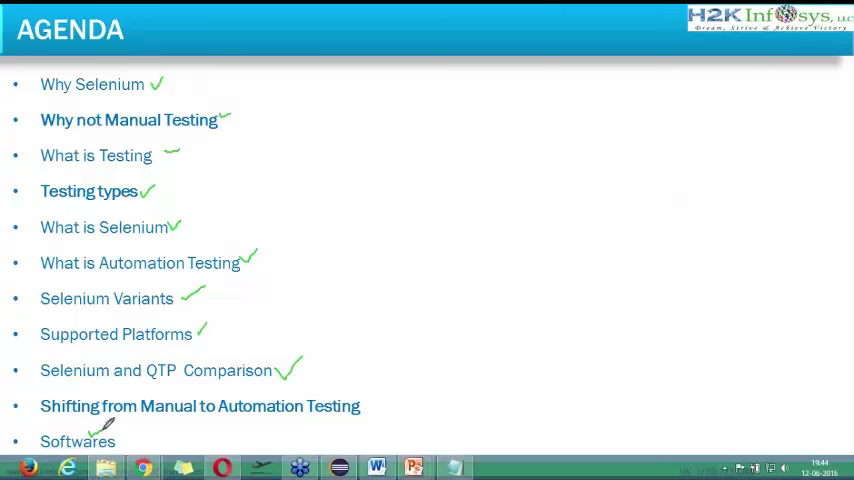 AGENDA
H2K Infosys, LLC
Dream, Strive & Achieve Victory
• Why Selenium
• Why not Manual Testing
• What is Testing
• Testing types
• What is Selenium
• What is Automation Testing
• Selenium Variants
• Supported Platforms
• Selenium and QTP Comparison
• Shifting from Manual to Automation Testing
• Softwares
19:44
12-06-2016